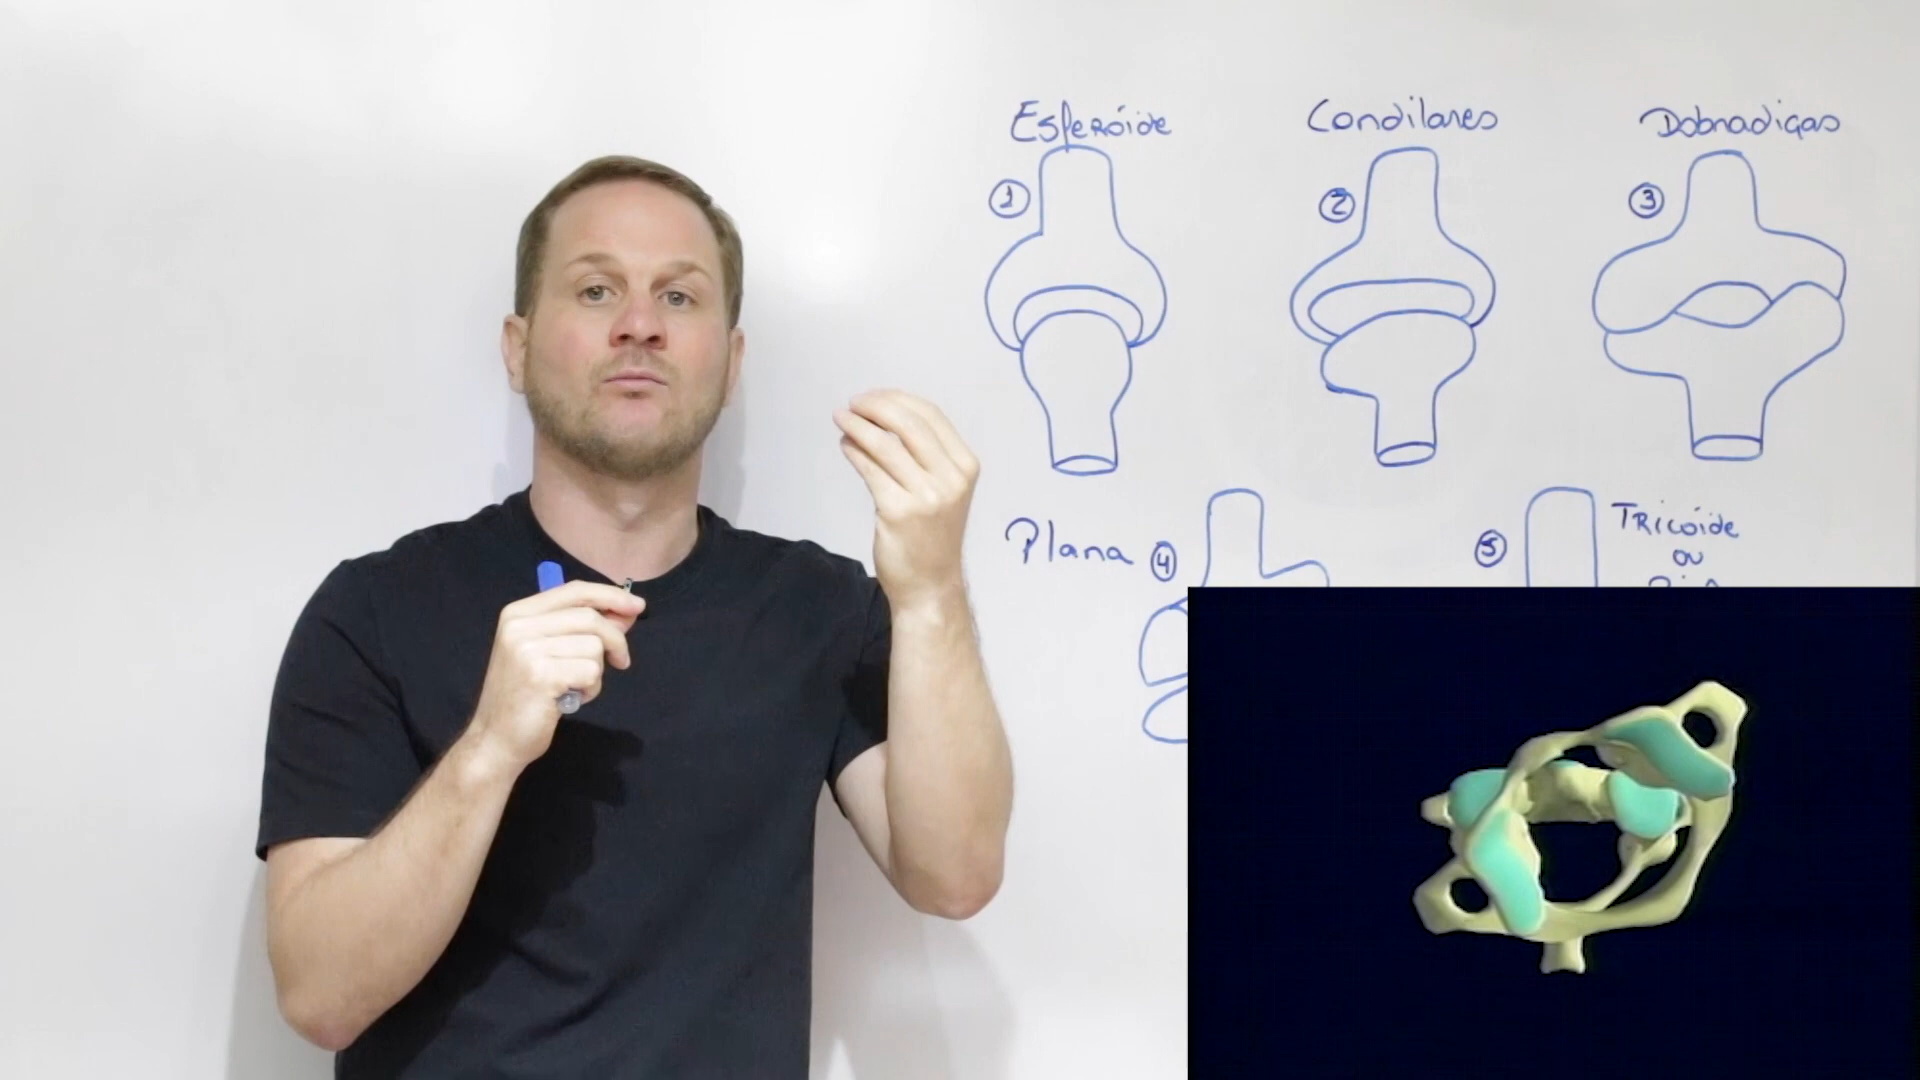 Esferóide
Condilares
Dobradiças
1
2
3
Plana 4
5
Tricóide
ou